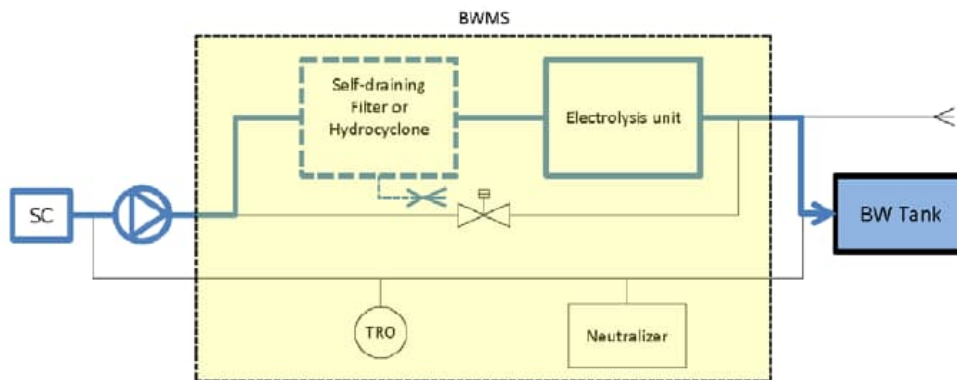 BWMS
Self-draining
Filter or
Hydrocyclone
Electrolysis unit
SC
BW Tank
TRO
Neutralizer